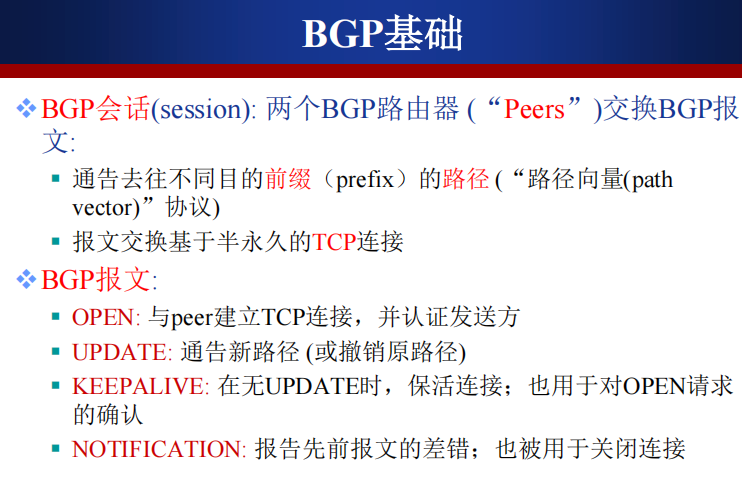 BGP基础
❖BGP会话(session): 两个BGP路由器 (“Peers”)交换BGP报
文:
▪ 通告去往不同目的前缀（prefix）的路径 (“路径向量(path
vector)”协议)
▪ 报文交换基于半永久的TCP连接
❖BGP报文:
▪ OPEN: 与peer建立TCP连接，并认证发送方
▪ UPDATE: 通告新路径 (或撤销原路径)
▪ KEEPALIVE: 在无UPDATE时，保活连接；也用于对OPEN请求
的确认
▪ NOTIFICATION: 报告先前报文的差错；也被用于关闭连接